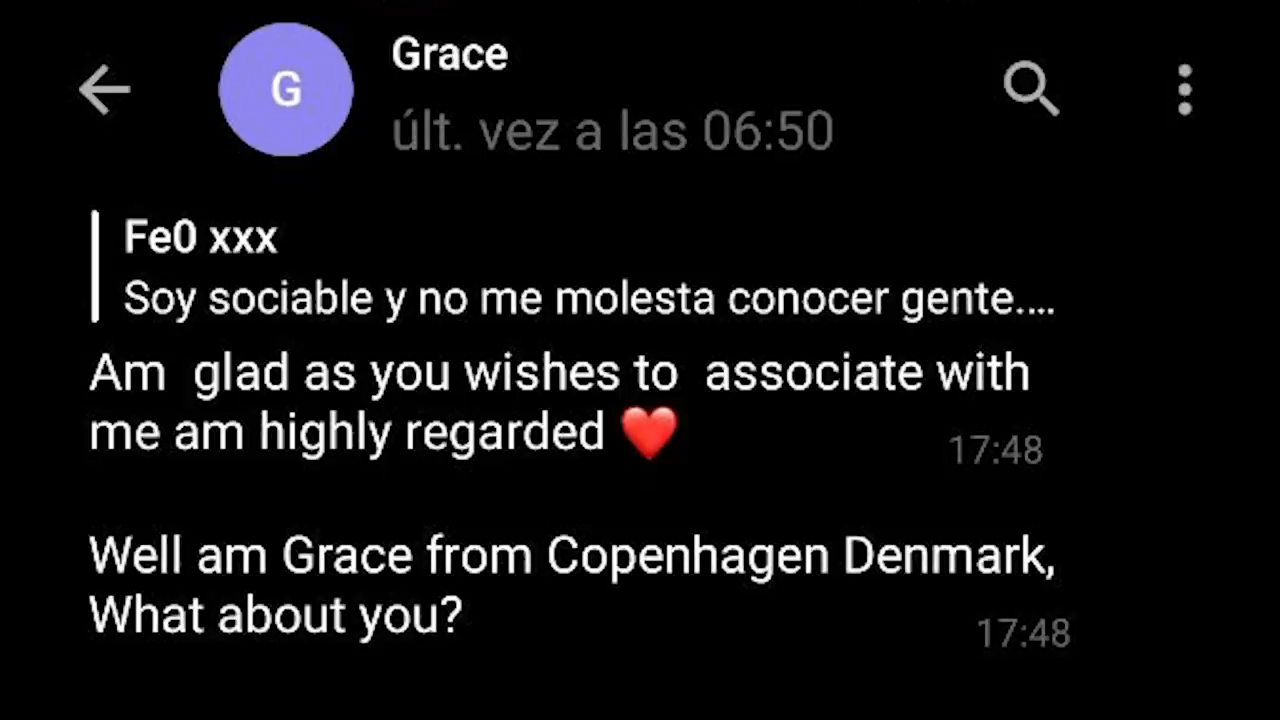 Grace
G
últ. vez a las 06:50
Fe0 xxx
Soy sociable y no me molesta conocer gente....
Am  glad as you wishes to  associate with
me am highly regarded ❤️
17:48
Well am Grace from Copenhagen Denmark,
What about you?
17:48